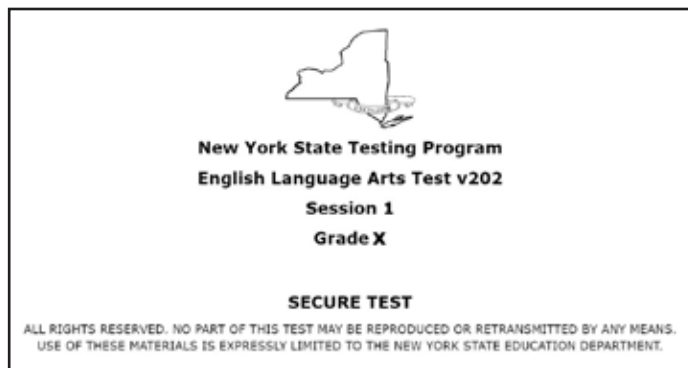 New York State Testing Program
English Language Arts Test v202
Session 1
Grade X
SECURE TEST
ALL RIGHTS RESERVED. NO PART OF THIS TEST MAY BE REPRODUCED OR RETRANSMITTED BY ANY MEANS.
USE OF THESE MATERIALS IS EXPRESSLY LIMITED TO THE NEW YORK STATE EDUCATION DEPARTMENT.